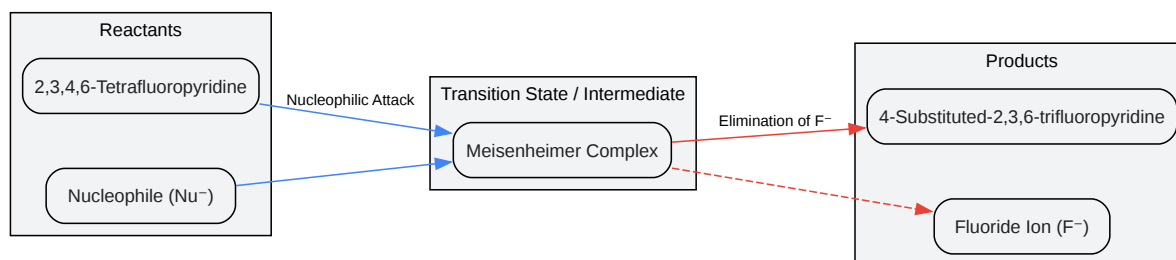 Reactants
2,3,4,6-Tetrafluoropyridine
Nucleophile (Nu⁻)
Nucleophilic Attack
Transition State / Intermediate
Meisenheimer Complex
Elimination of F⁻
Products
4-Substituted-2,3,6-trifluoropyridine
Fluoride Ion (F⁻)